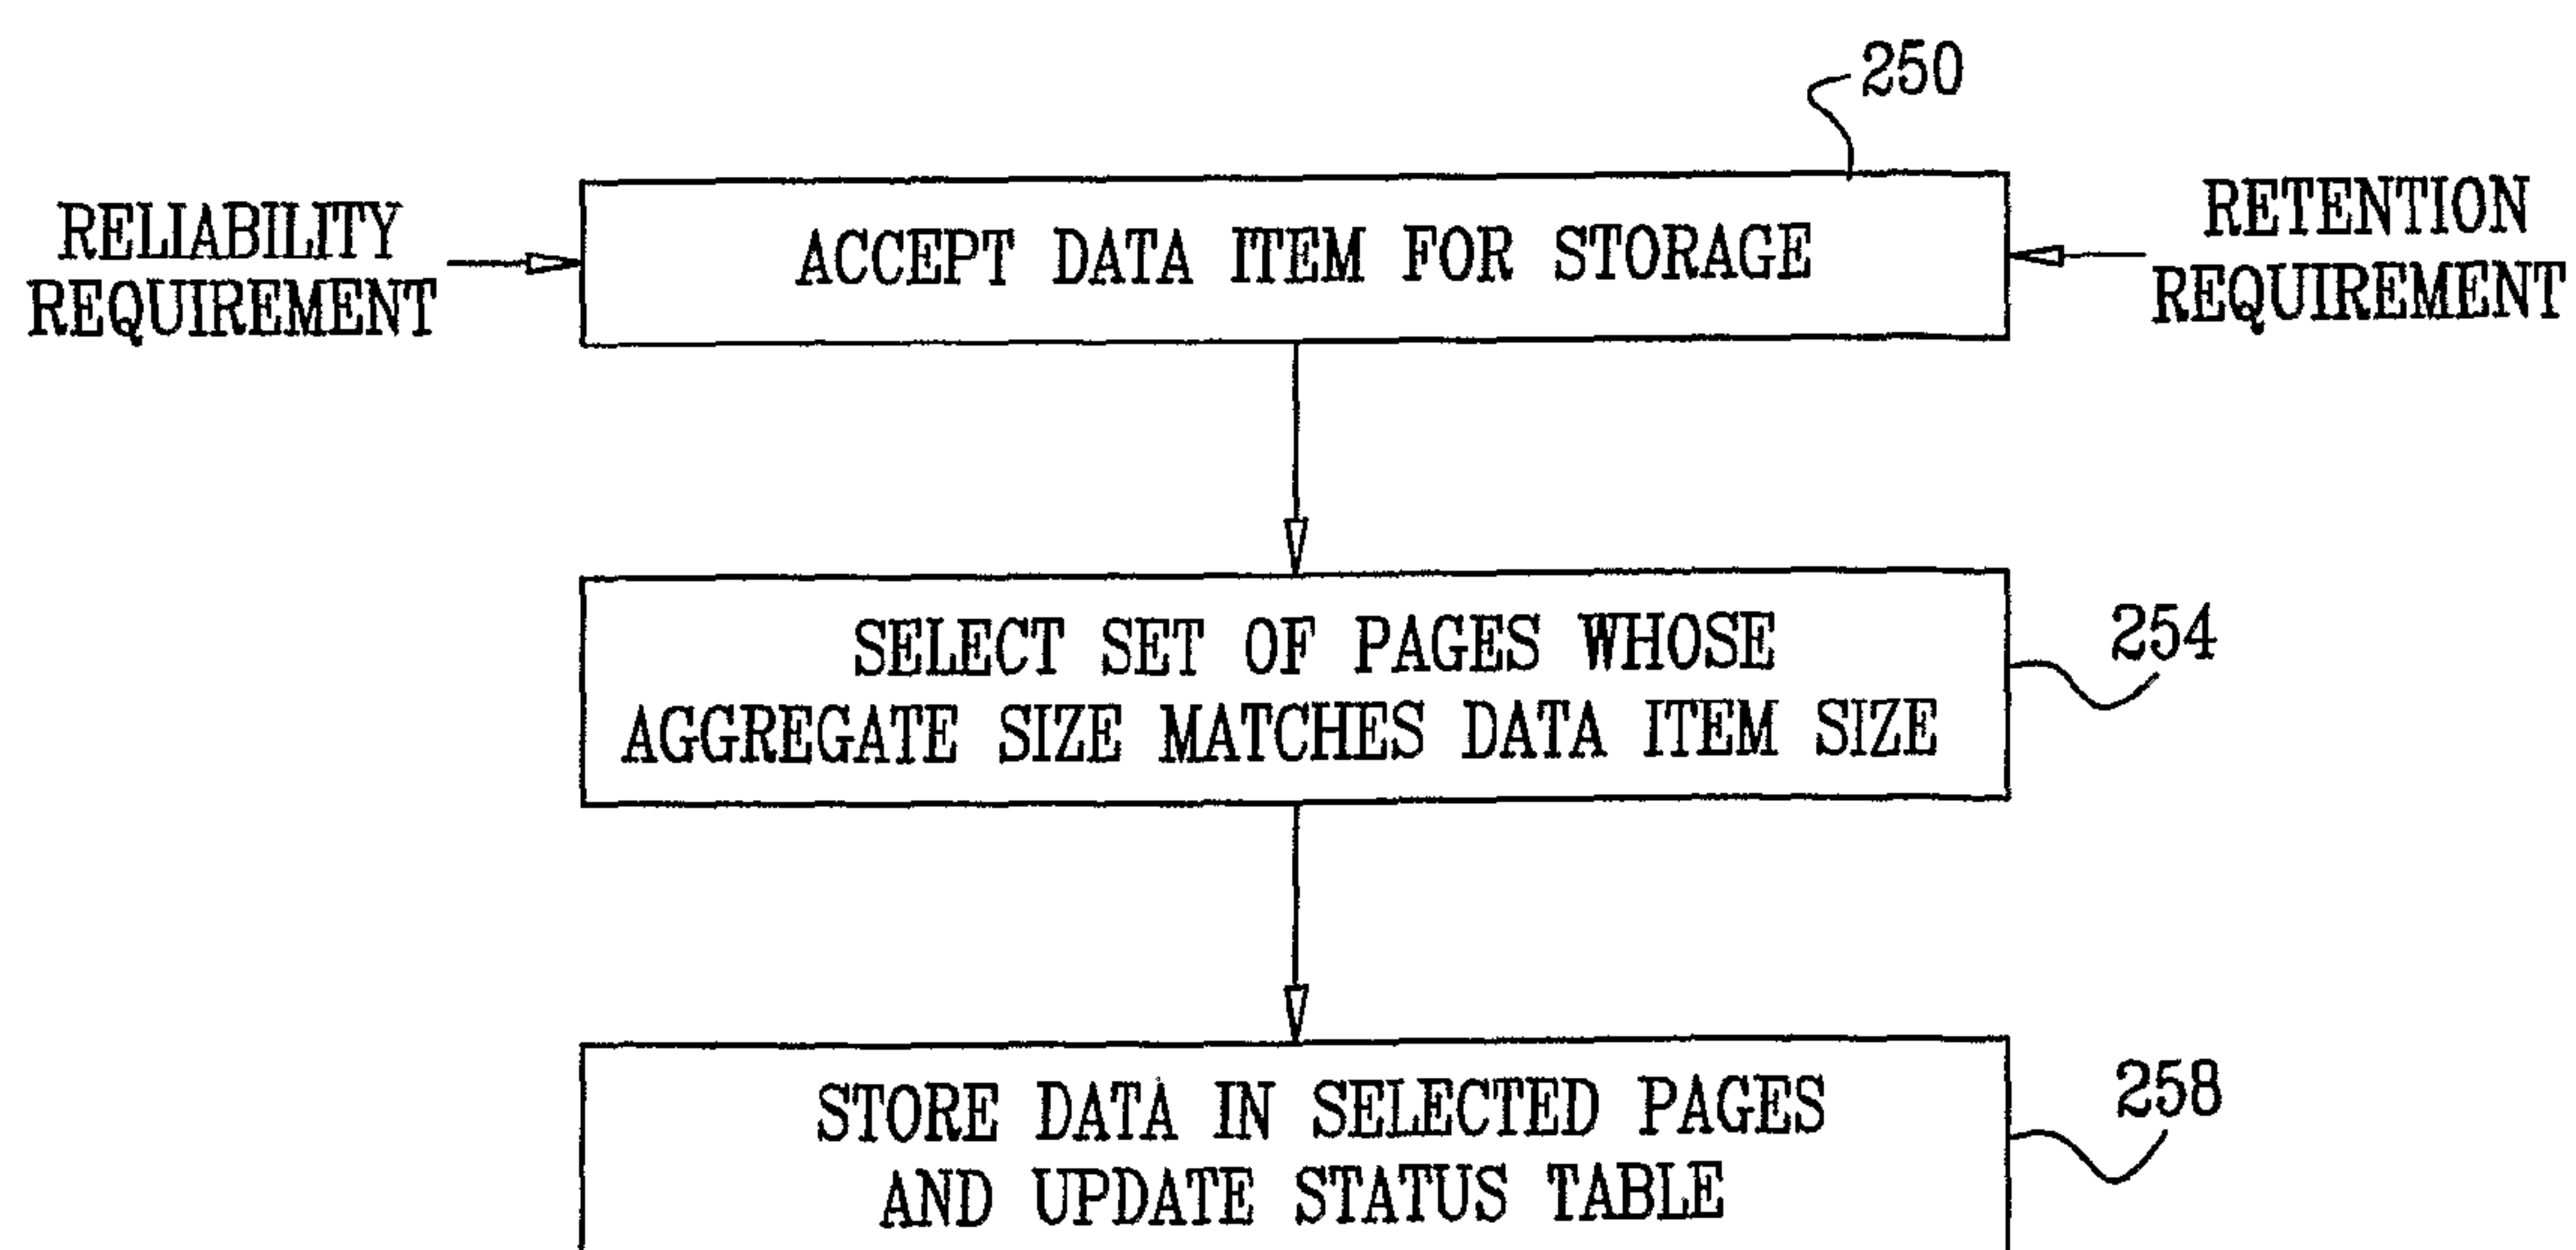 250
RELIABILITY
REQUIREMENT
ACCEPT DATA ITEM FOR STORAGE
RETENTION
REQUIREMENT
SELECT SET OF PAGES WHOSE
AGGREGATE SIZE MATCHES DATA ITEM SIZE
254
STORE DATA IN SELECTED PAGES
AND UPDATE STATUS TABLE
258